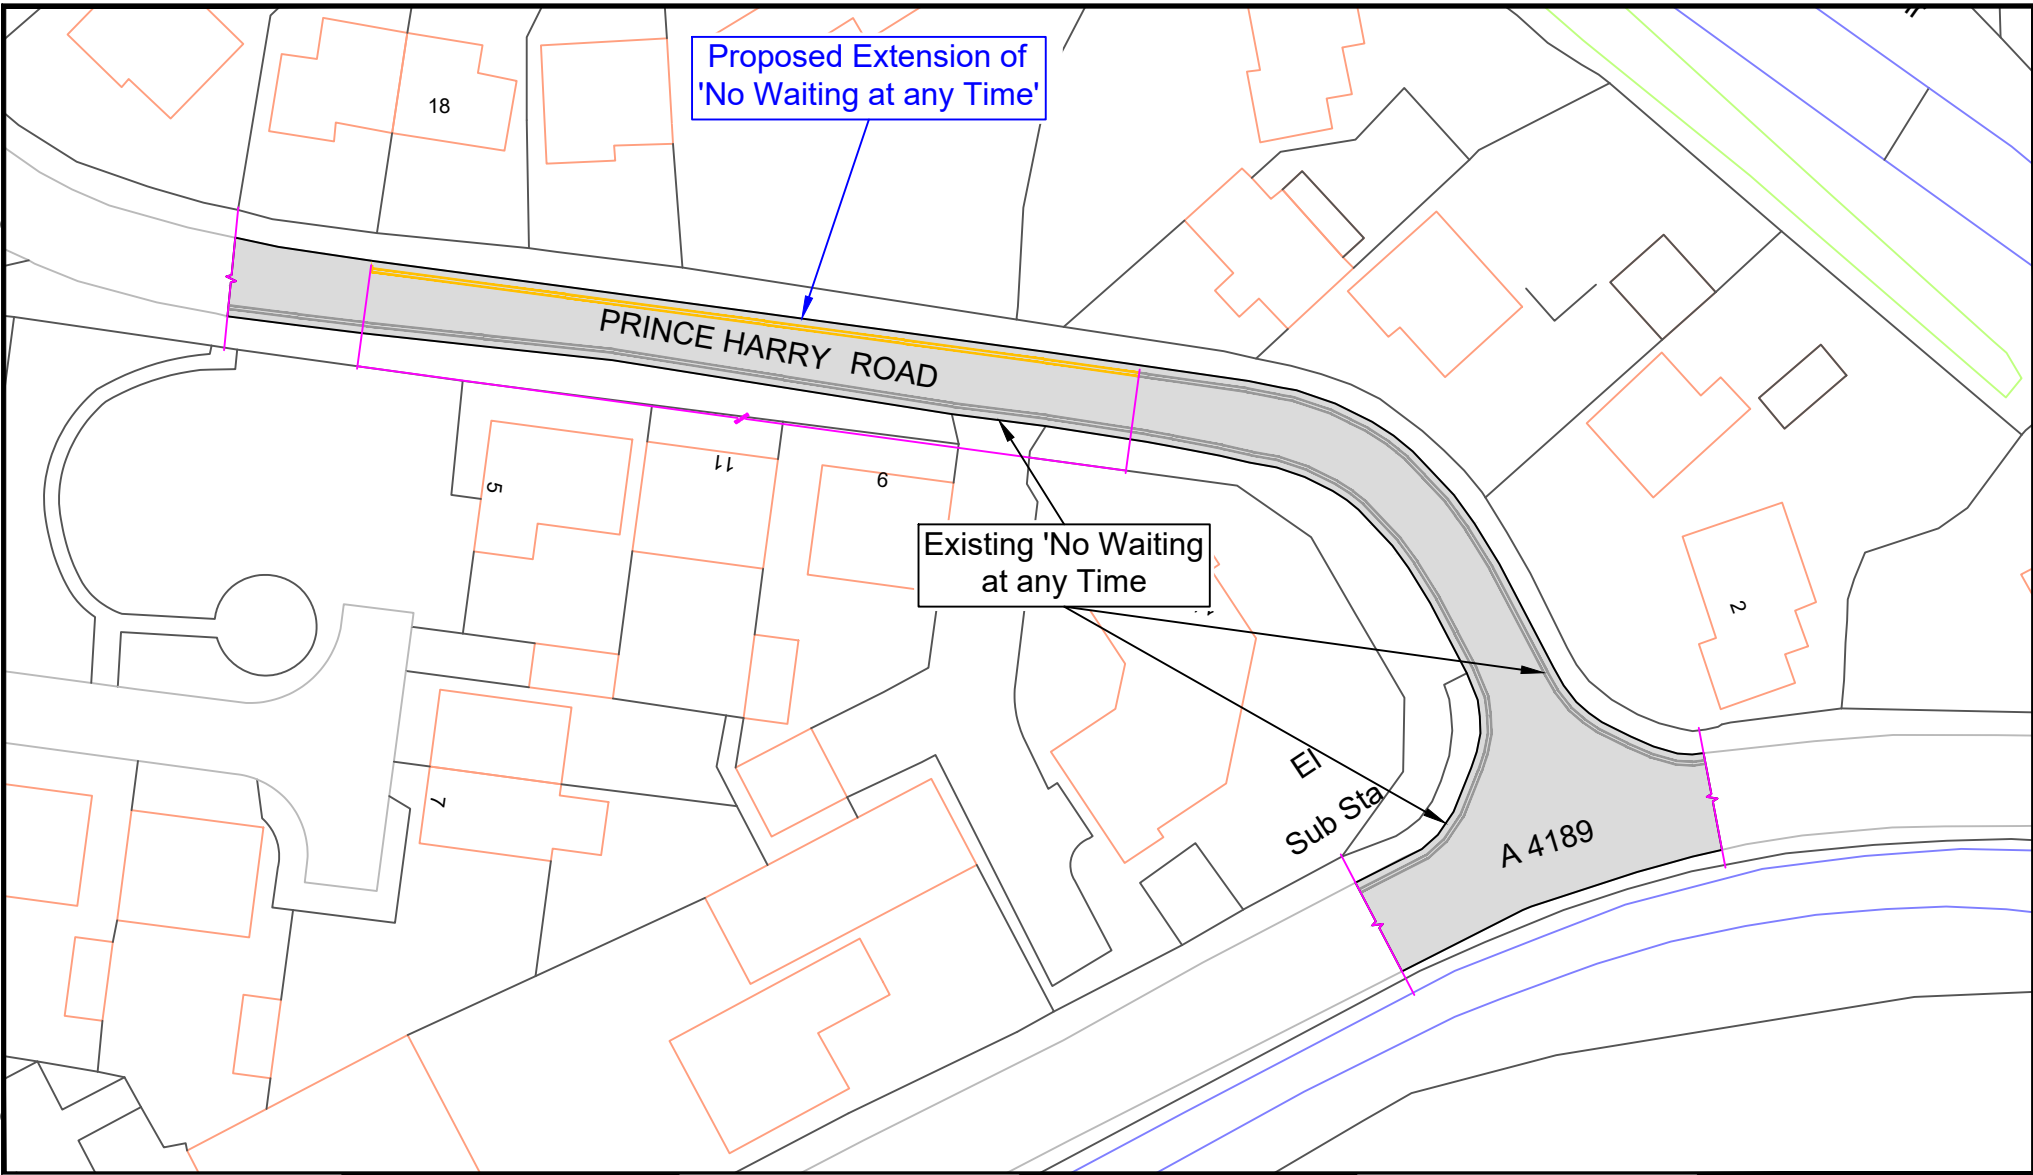 Proposed Extension of
'No Waiting at any Time'
18
PRINCE HARRY ROAD
5
11
9
Existing 'No Waiting
at any Time
2
7
El
Sub Sta
A 4189